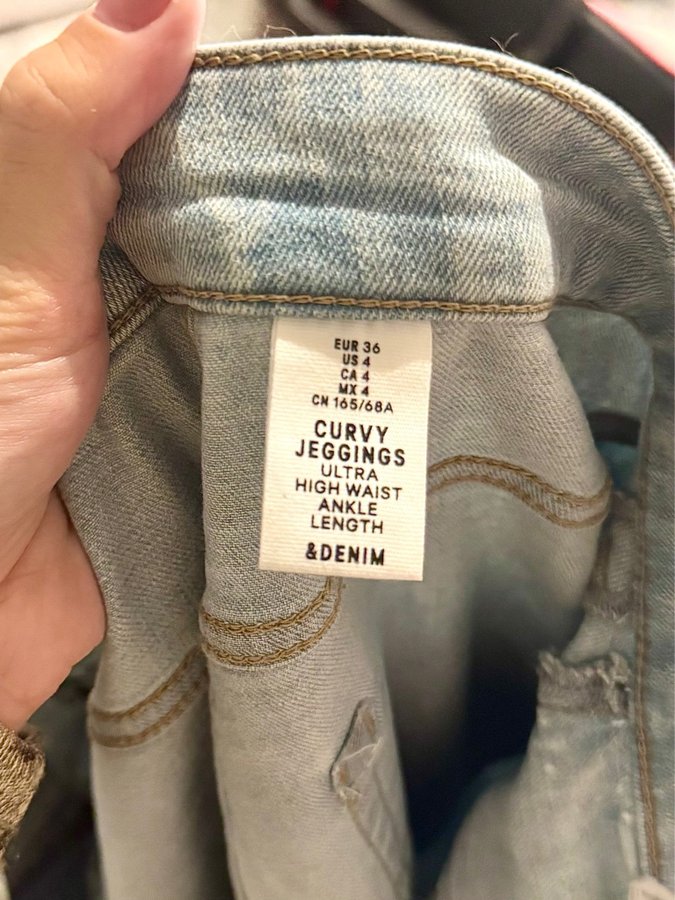 EUR 36
US 4
CA 4
MX 4
CN 165/68A
CURVY
JEGGINGS
ULTRA
HIGH WAIST
ANKLE
LENGTH
&DENIM